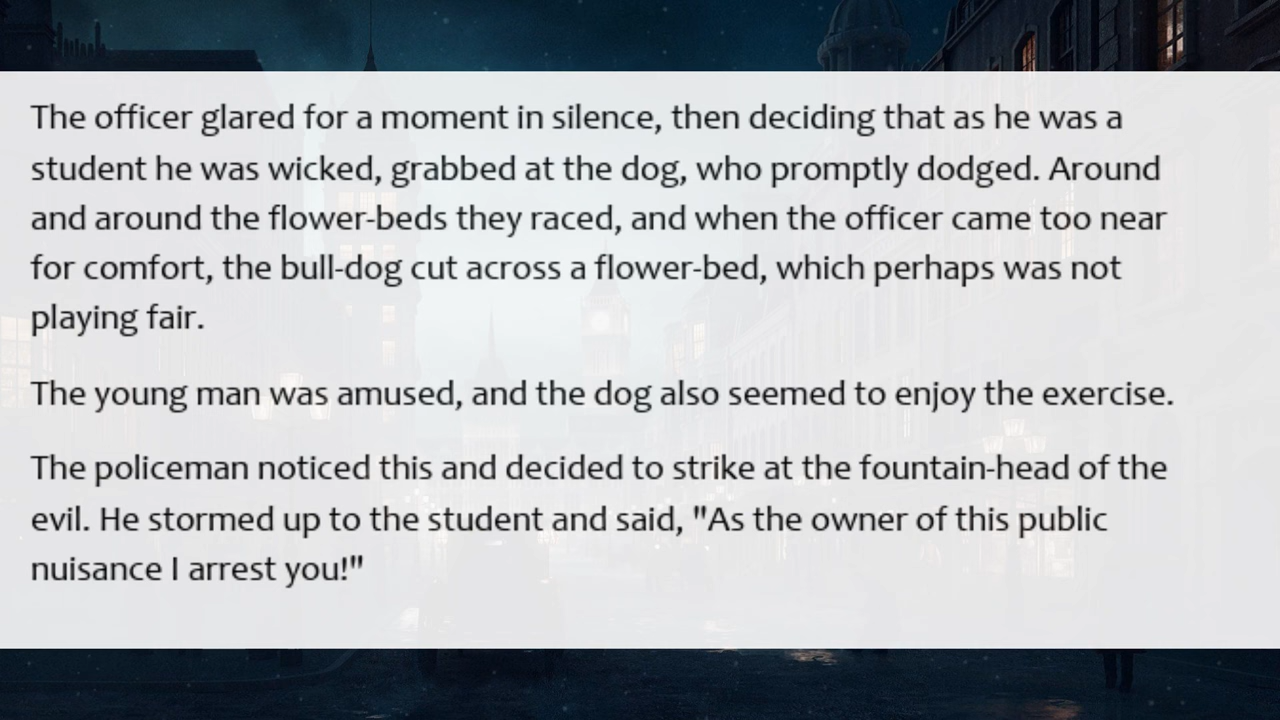 The officer glared for a moment in silence, then deciding that as he was a
student he was wicked, grabbed at the dog, who promptly dodged. Around
and around the flower-beds they raced, and when the officer came too near
for comfort, the bull-dog cut across a flower-bed, which perhaps was not
playing fair.
The young man was amused, and the dog also seemed to enjoy the exercise.
The policeman noticed this and decided to strike at the fountain-head of the
evil. He stormed up to the student and said, "As the owner of this public
nuisance I arrest you!"